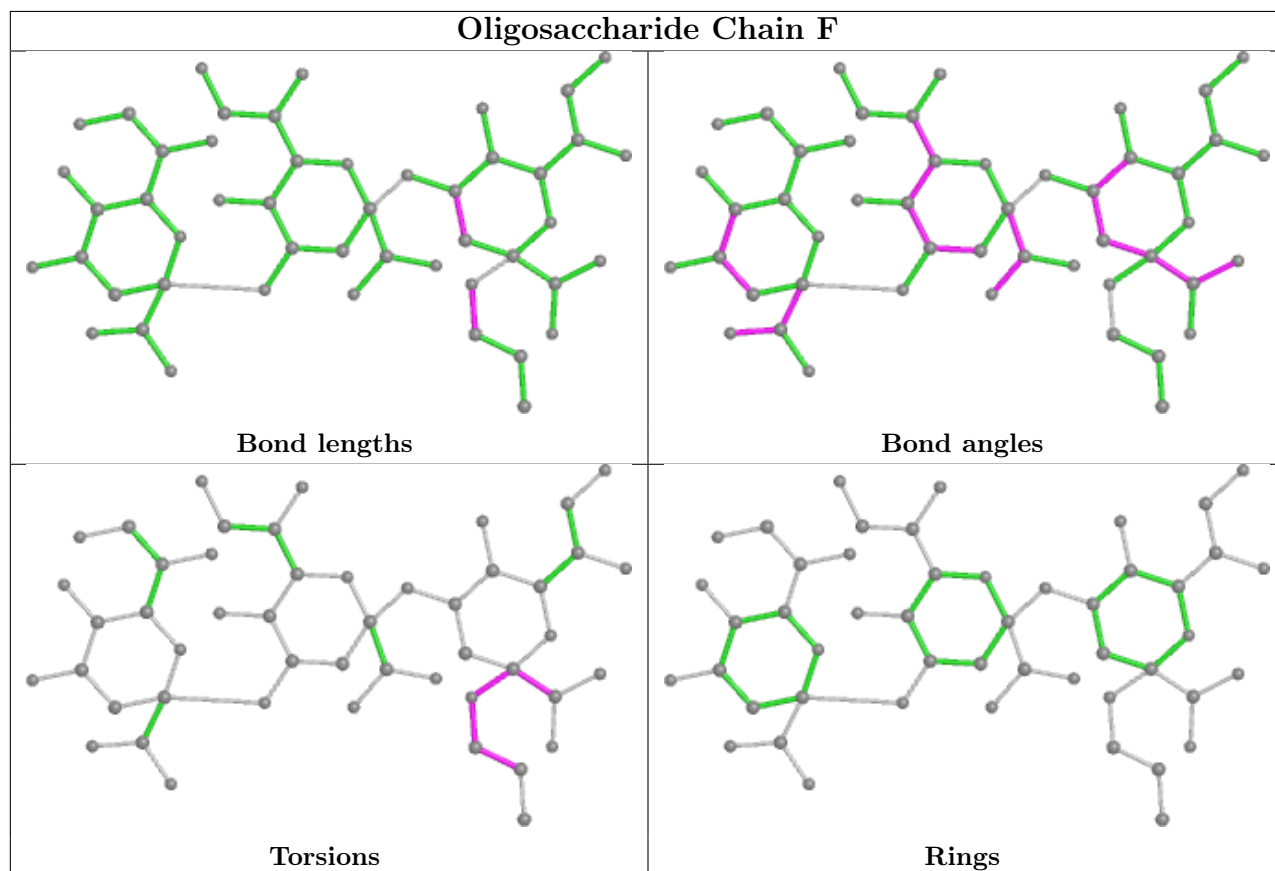 Oligosaccharide Chain F
Bond lengths
Bond angles
Torsions
Rings